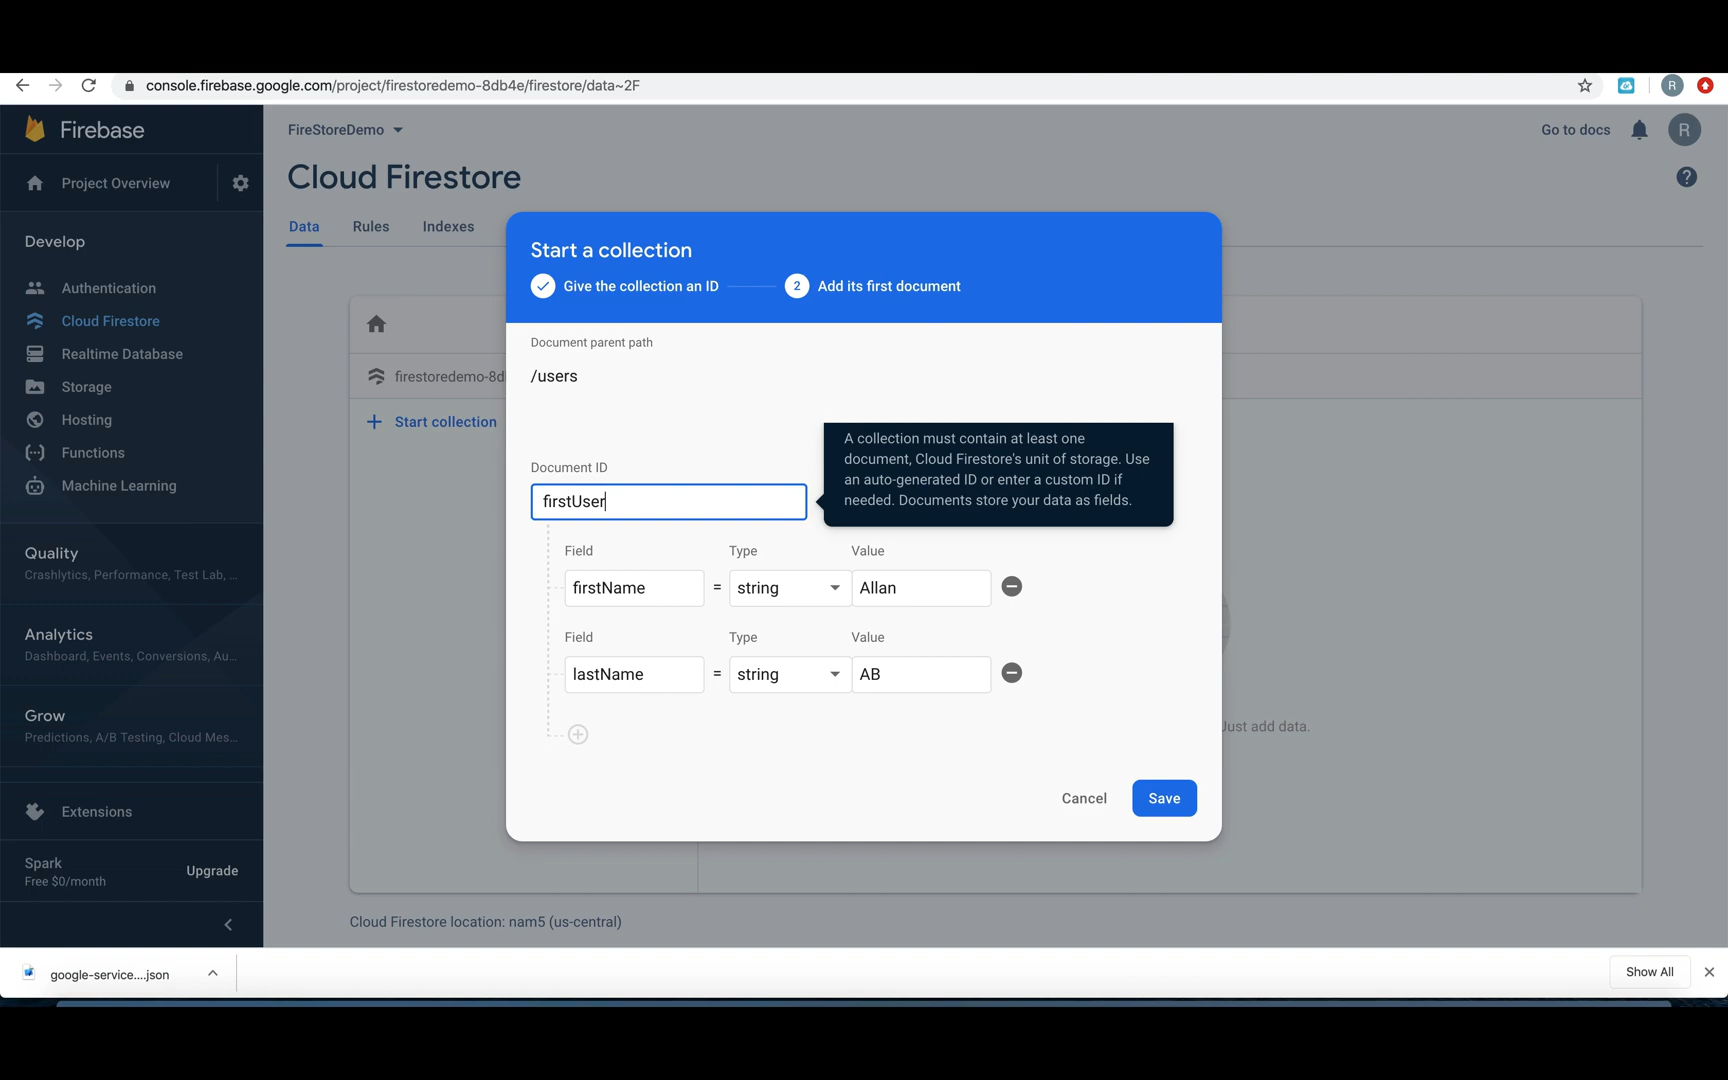 console.firebase.google.com/project/firestoredemo-8db4e/firestore/data~2F
R
Firebase
FireStoreDemo
Go to docs
R
Project Overview
Cloud Firestore
?
Data Rules Indexes
Develop
Authentication
Cloud Firestore
Realtime Database
Storage
Hosting
Functions
Machine Learning
Quality
Crashlytics, Performance, Test Lab, ...
Analytics
Dashboard, Events, Conversions, Au...
Grow
Predictions, A/B Testing, Cloud Mes...
Extensions
Spark
Free $0/month
Upgrade
firestoredemo-8d
Start collection
Start a collection
Give the collection an ID
2 Add its first document
Document parent path
/users
A collection must contain at least one
document, Cloud Firestore's unit of storage. Use
an auto-generated ID or enter a custom ID if
needed. Documents store your data as fields.
Document ID
firstUser
Field Type Value
firstName = string Allan
Field Type Value
lastName = string AB
Just add data.
Cancel Save
Cloud Firestore location: nam5 (us-central)
google-service....json
Show All